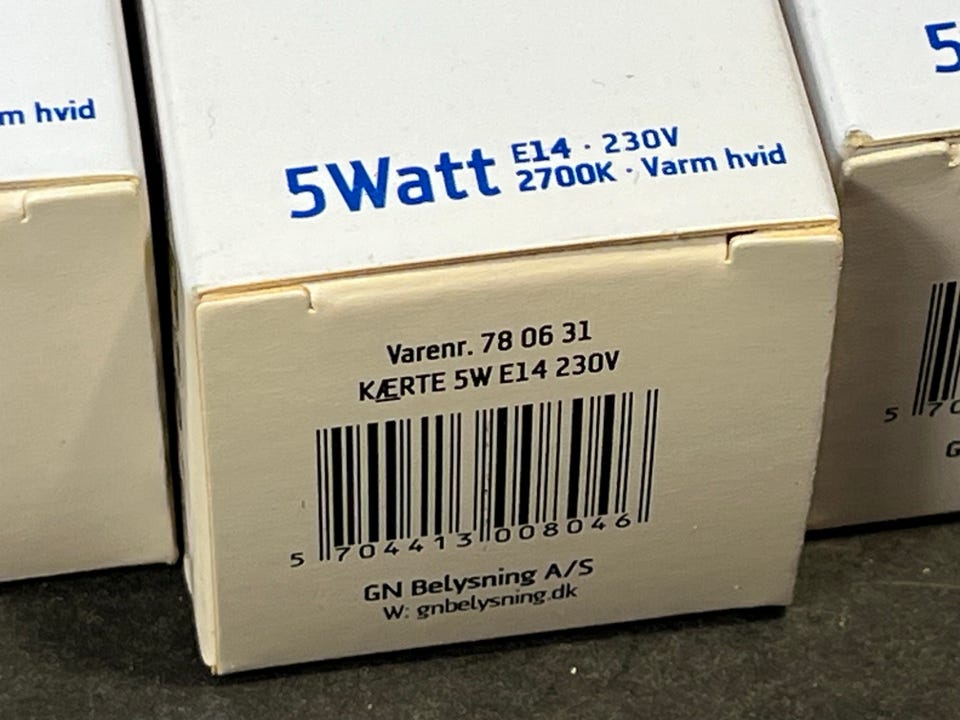 m hvid
5Watt E14 · 230V
2700K · Varm hvid
5
Varenr. 78 06 31
KÆRTE 5W E14 230V
5 704413 008046
GN Belysning A/S
W: gnbelysning.dk
5 70
G